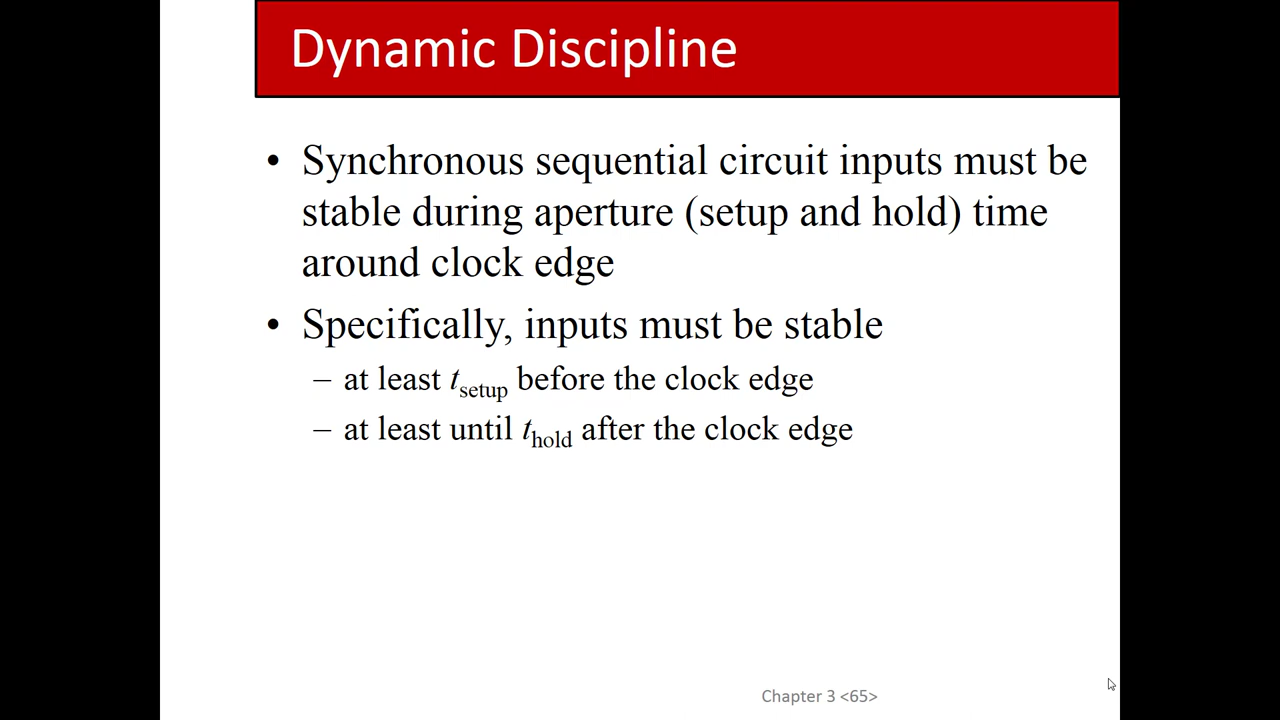 Dynamic Discipline
• Synchronous sequential circuit inputs must be
stable during aperture (setup and hold) time
around clock edge
• Specifically, inputs must be stable
– at least tsetup before the clock edge
– at least until thold after the clock edge
Chapter 3 <65>